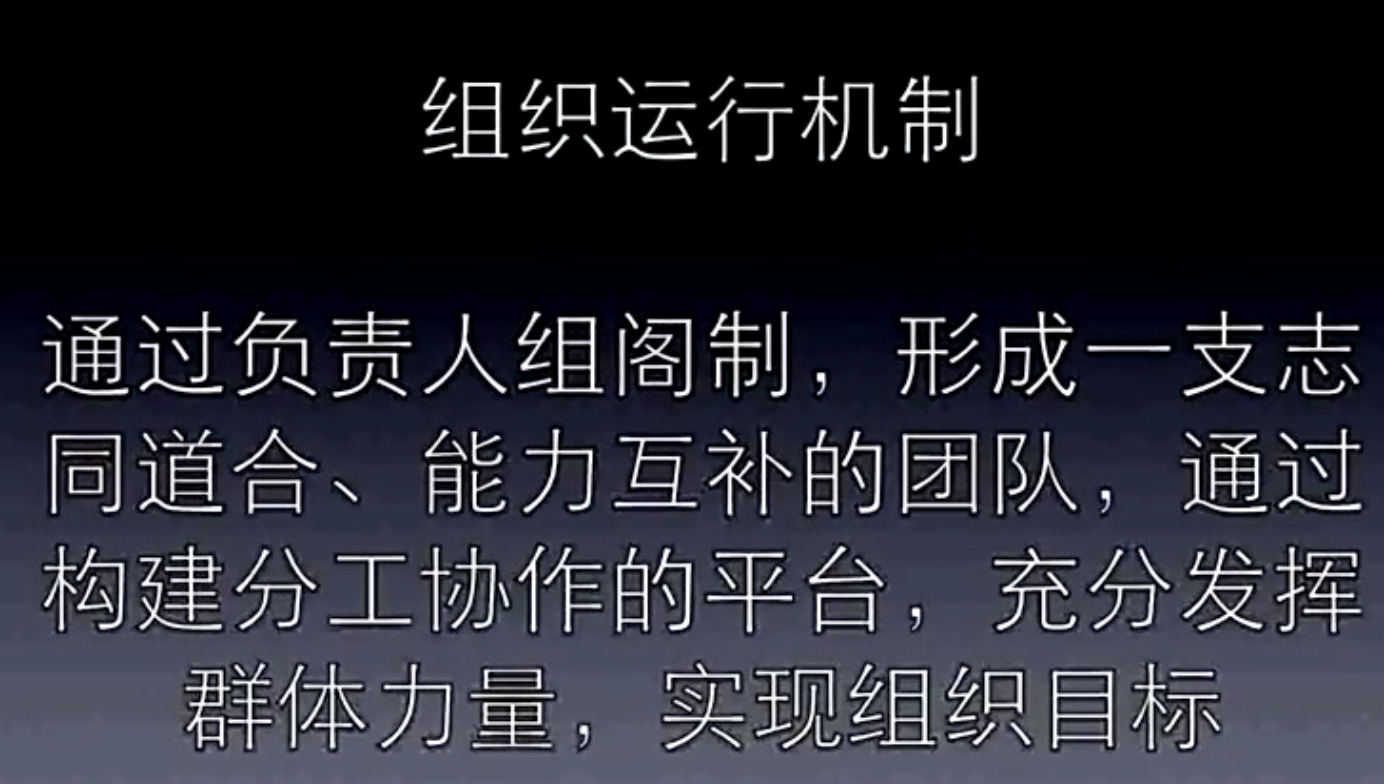 组织运行机制
通过负责人组阁制，形成一支志
同道合、能力互补的团队，通过
构建分工协作的平台，充分发挥
群体力量，实现组织目标